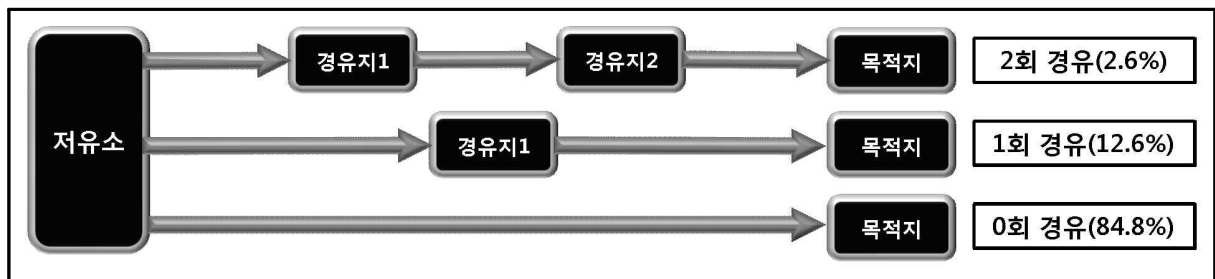 저유소
경유지1
경유지2
목적지
2회 경유(2.6%)
경유지1
목적지
1회 경유(12.6%)
목적지
0회 경유(84.8%)